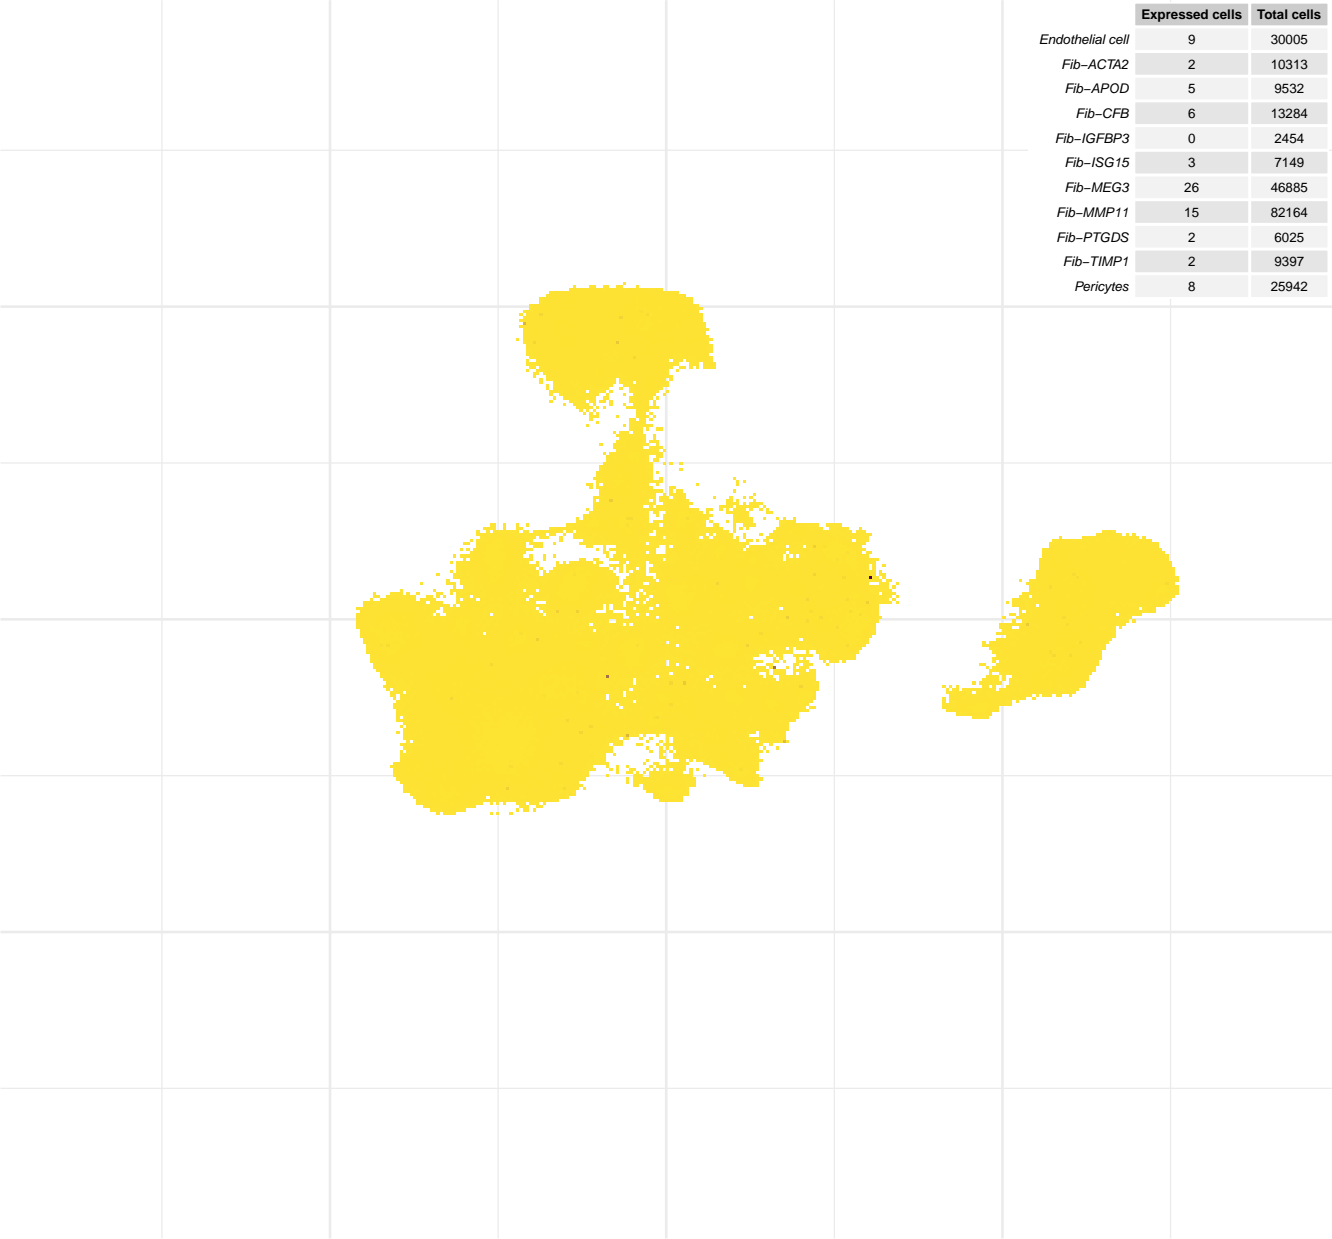 Expressed cells Total cells
Endothelial cell 9 30005
Fib−ACTA2 2 10313
Fib−APOD 5 9532
Fib−CFB 6 13284
Fib−IGFBP3 0 2454
Fib−ISG15 3 7149
Fib−MEG3 26 46885
Fib−MMP11 15 82164
Fib−PTGDS 2 6025
Fib−TIMP1 2 9397
Pericytes 8 25942